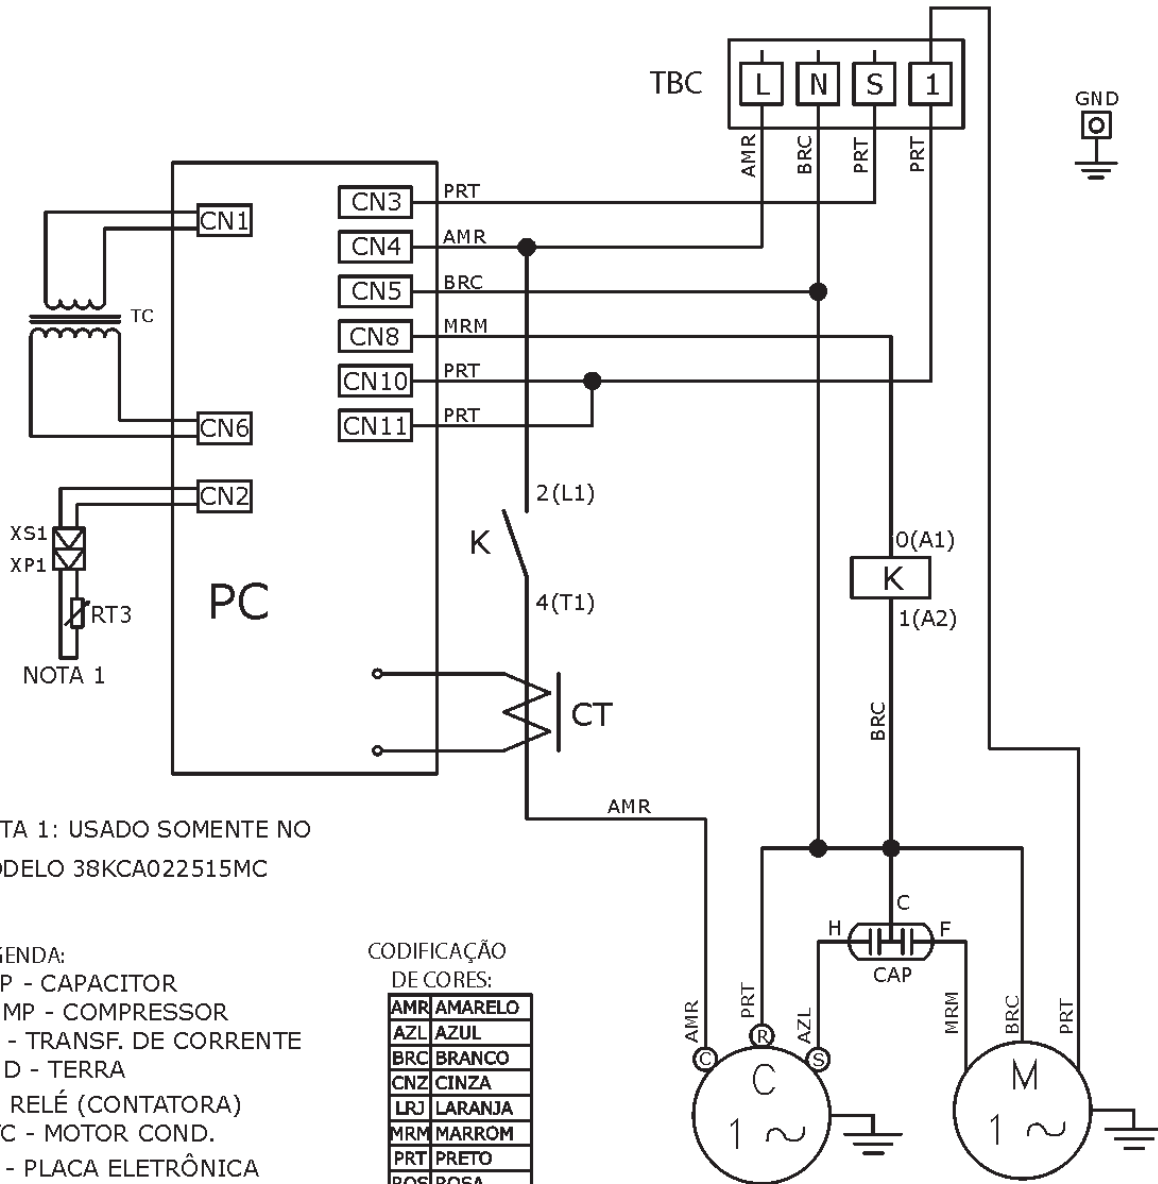 TBC
L N S 1
GND
AMR
BRC
PRT
PRT
CN1
CN3
PRT
CN4
AMR
CN5
BRC
TC
CN8
MRM
CN10
PRT
CN11
PRT
CN6
CN2
2(L1)
XS1
XP1
K
0(A1)
K
4(T1)
1(A2)
RT3
PC
NOTA 1
CT
BRC
AMR
TA 1: USADO SOMENTE NO
DELO 38KCA022515MC
C
H
F
CAP
GENDA:
P - CAPACITOR
MP - COMPRESSOR
- TRANSF. DE CORRENTE
D - TERRA
RELÉ (CONTATORA)
C - MOTOR COND.
- PLACA ELETRÔNICA
CODIFICAÇÃO
DE CORES:
AMR AMARELO
AZL AZUL
BRC BRANCO
CNZ CINZA
LRJ LARANJA
MRM MARROM
PRT PRETO
ROS ROSA
AMR
PRT
AZL
MRM
BRC
PRT
C
R
S
C
1 ~
M
1 ~